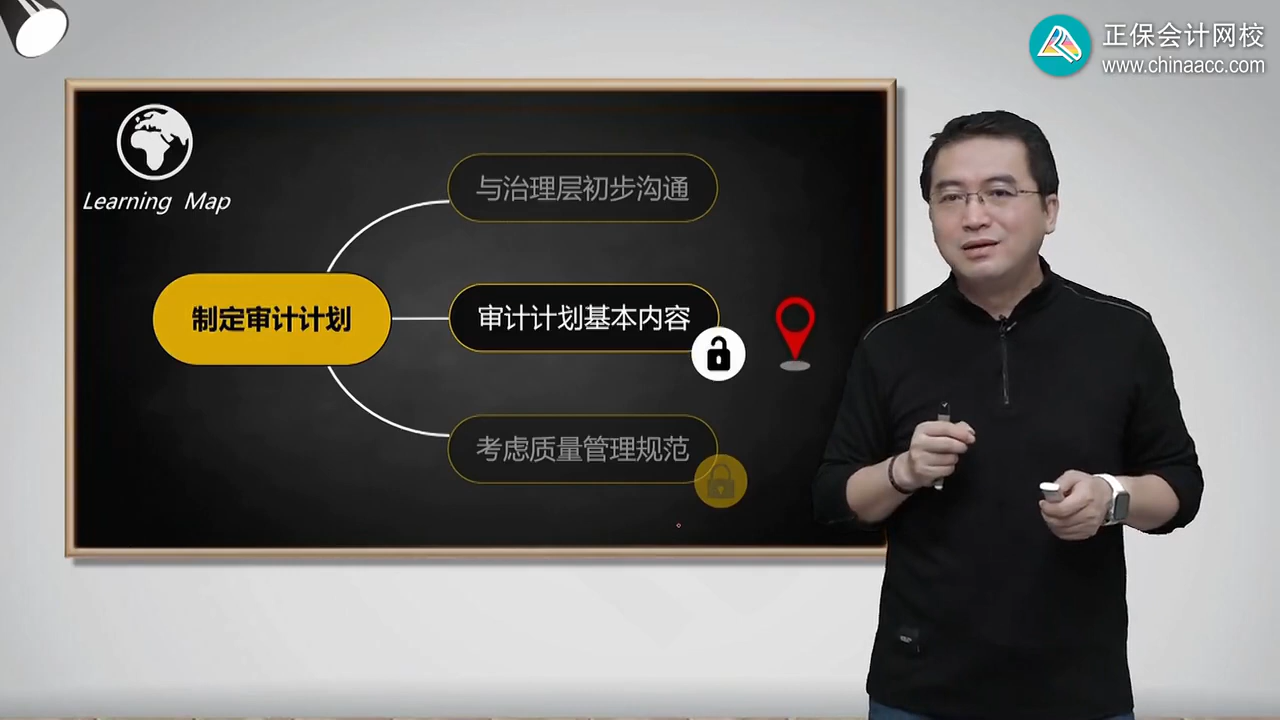 正保会计网校
www.chinaacc.com
Learning Map
与治理层初步沟通
制定审计计划
审计计划基本内容
考虑质量管理规范